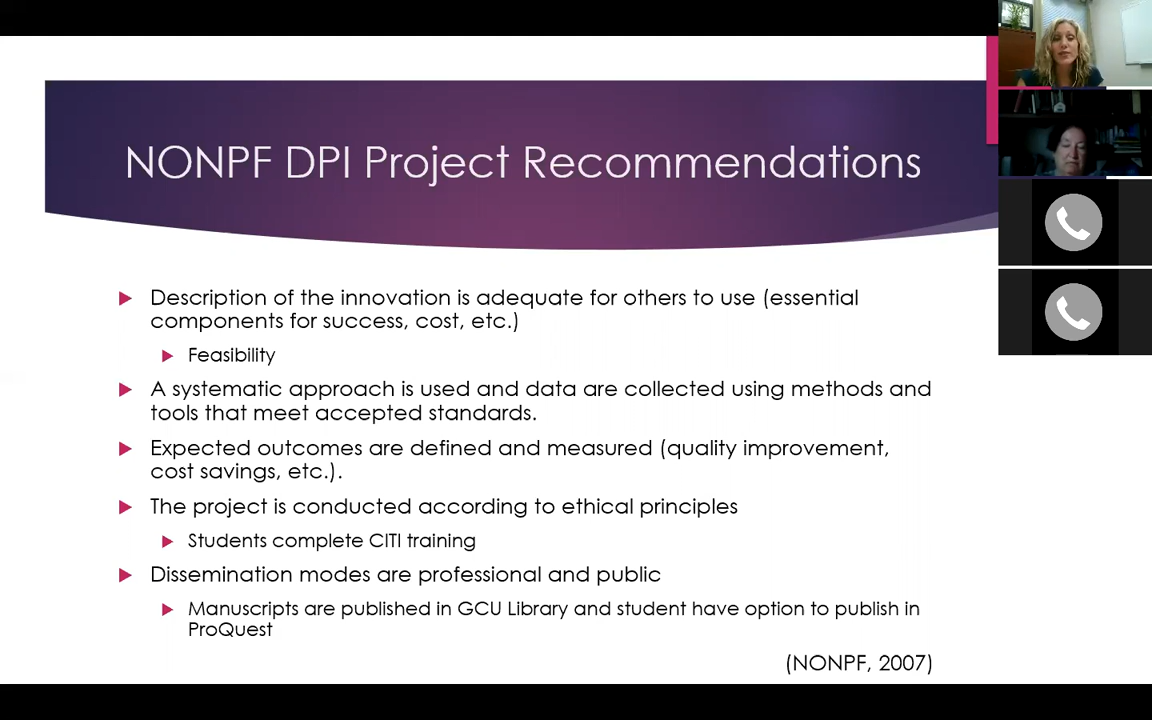 NONPF DPI Project Recommendations
Description of the innovation is adequate for others to use (essential
components for success, cost, etc.)
Feasibility
A systematic approach is used and data are collected using methods and
tools that meet accepted standards.
Expected outcomes are defined and measured (quality improvement,
cost savings, etc.).
The project is conducted according to ethical principles
Students complete CITI training
Dissemination modes are professional and public
Manuscripts are published in GCU Library and student have option to publish in
ProQuest
(NONPF, 2007)